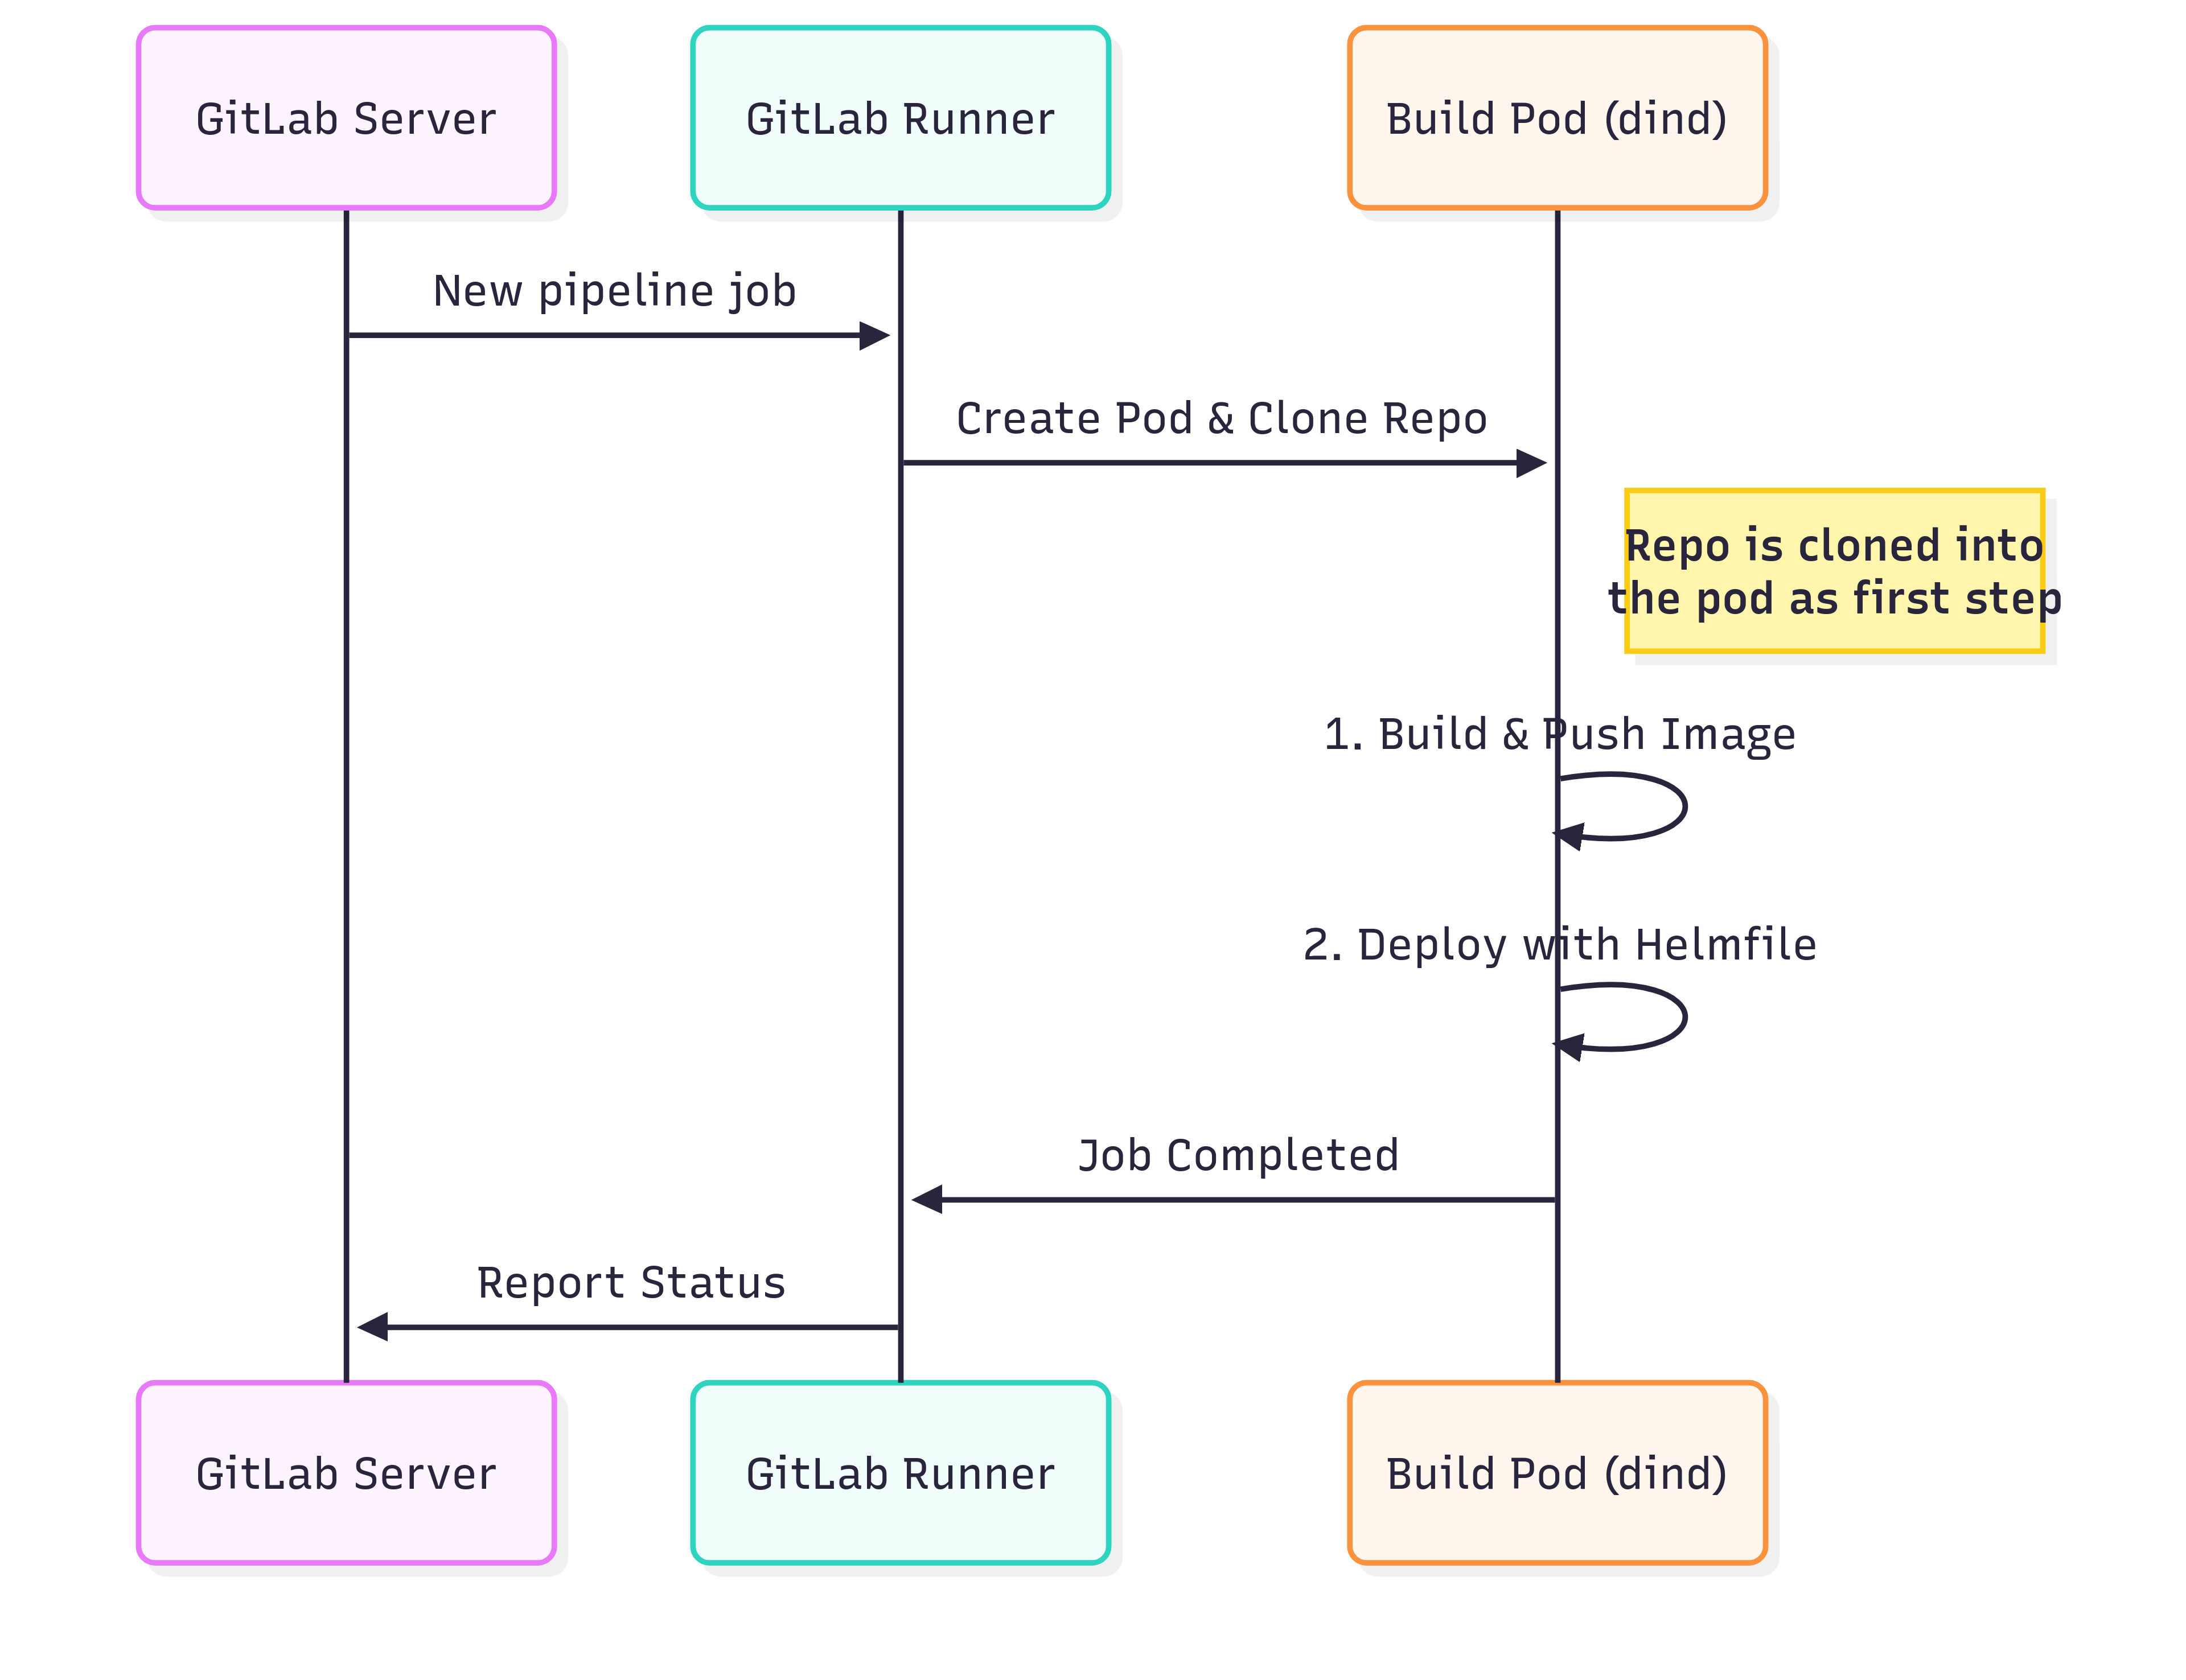 GitLab Server
GitLab Runner
Build Pod (dind)
New pipeline job
Create Pod & Clone Repo
Repo is cloned into
the pod as first step
1. Build & Push Image
2. Deploy with Helmfile
Job Completed
Report Status
GitLab Server
GitLab Runner
Build Pod (dind)